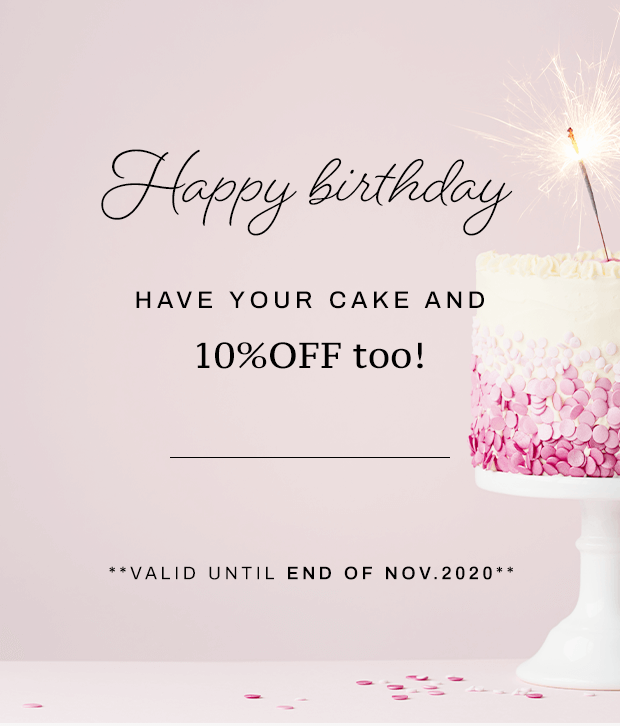 Happy birthday
HAVE YOUR CAKE AND
10%OFF too!
**VALID UNTIL END OF NOV.2020**